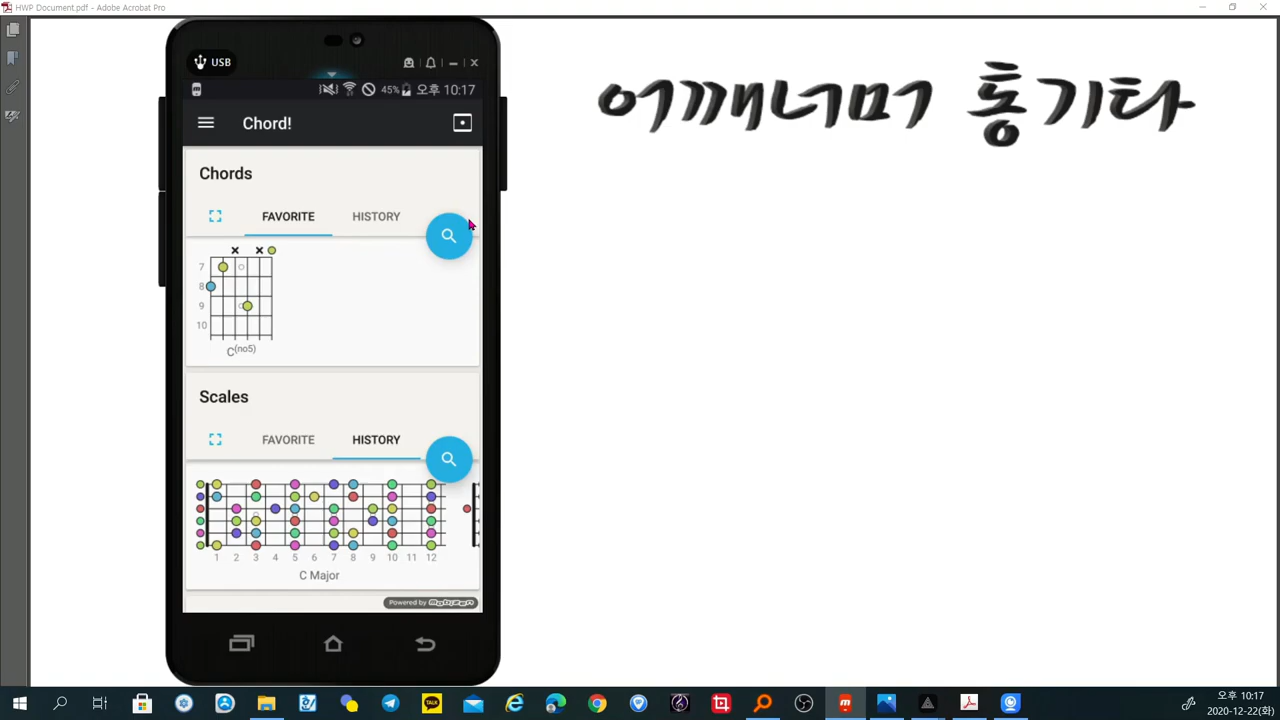 HWP Document.pdf - Adobe Acrobat Pro
어깨너머 통기타
USB
45% 오후 10:17
Chord!
Chords
FAVORITE HISTORY
7
8
9
10
C(no5)
Scales
FAVORITE HISTORY
1 2 3 4 5 6 7 8 9 10 11 12
C Major
Powered by Mobizen
TALK
오후 10:17
2020-12-22(화)